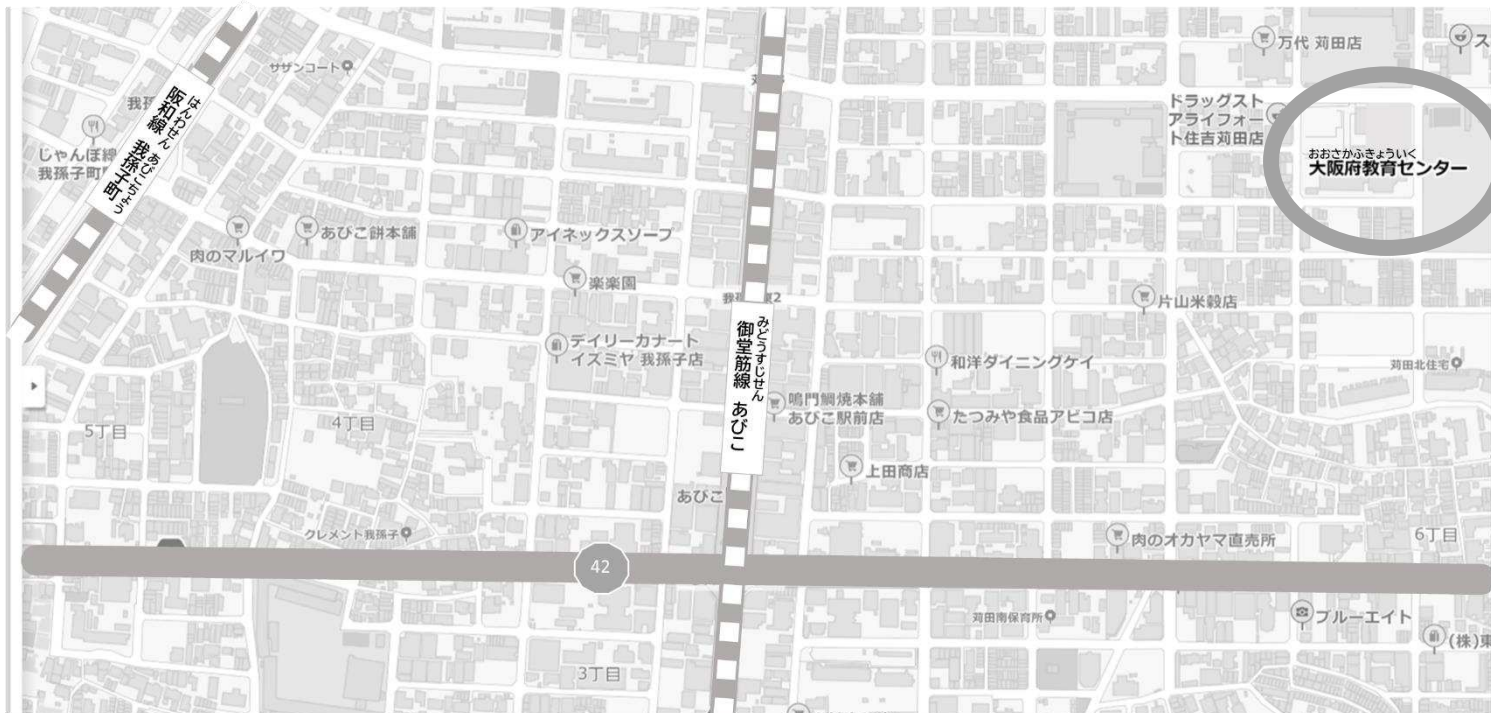 万代 苅田店
ス
サザンコート
ドラッグスト
アライフォー
ト住吉苅田店
はんわせん あびこちょう
阪和線 我孫子町
じゃんぼ
我孫子町
おおさかふきょういく
大阪府教育センター
あびこ餅本舗
アイネックスソープ
肉のマルイワ
楽楽園
片山米穀店
みどうすじせん
御堂筋線 あびこ
デイリーカナート
イズミヤ 我孫子店
和洋ダイニングケイ
苅田北住宅
鳴門鯛焼本舗
あびこ駅前店
たつみや食品アビコ店
5丁目
4丁目
上田商店
あびこ
クレメント我孫子
肉のオカヤマ直売所
6丁目
42
苅田南保育所
ブルーエイト
(株)東
3丁目